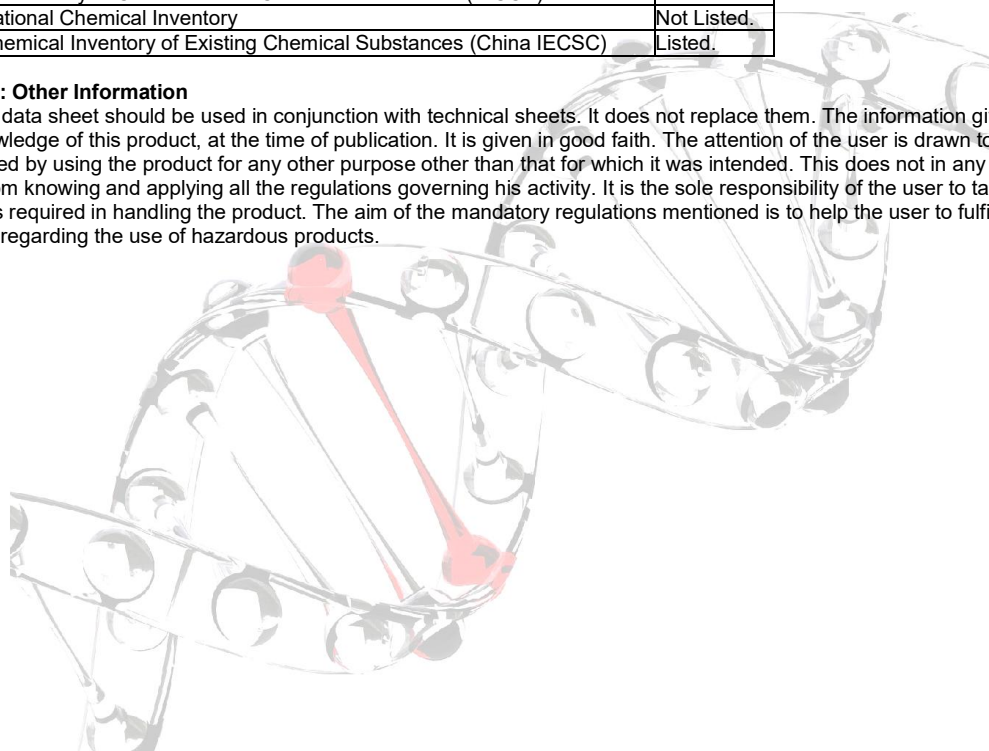 ational Chemical Inventory Not Listed.
hemical Inventory of Existing Chemical Substances (China IECSC) Listed.
: Other Information
data sheet should be used in conjunction with technical sheets. It does not replace them. The information gi
wledge of this product, at the time of publication. It is given in good faith. The attention of the user is drawn to
ed by using the product for any other purpose other than that for which it was intended. This does not in any
om knowing and applying all the regulations governing his activity. It is the sole responsibility of the user to ta
s required in handling the product. The aim of the mandatory regulations mentioned is to help the user to fulfi
regarding the use of hazardous products.